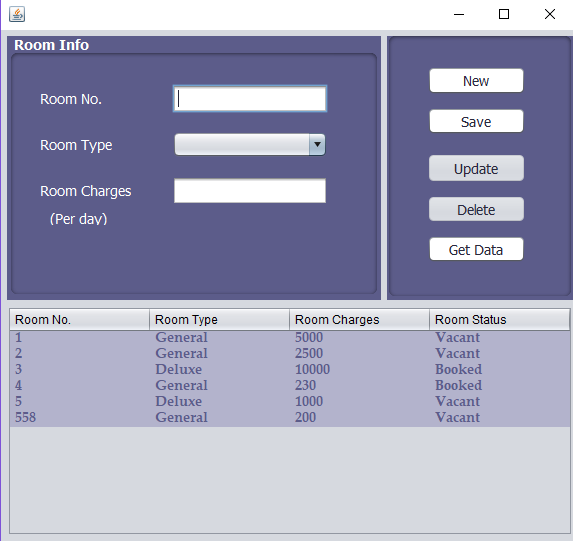 Room Info
Room No.
Room Type
Room Charges
(Per day)
New
Save
Update
Delete
Get Data
Room No. Room Type Room Charges Room Status
1 General 5000 Vacant
2 General 2500 Vacant
3 Deluxe 10000 Booked
4 General 230 Booked
5 Deluxe 1000 Vacant
558 General 200 Vacant